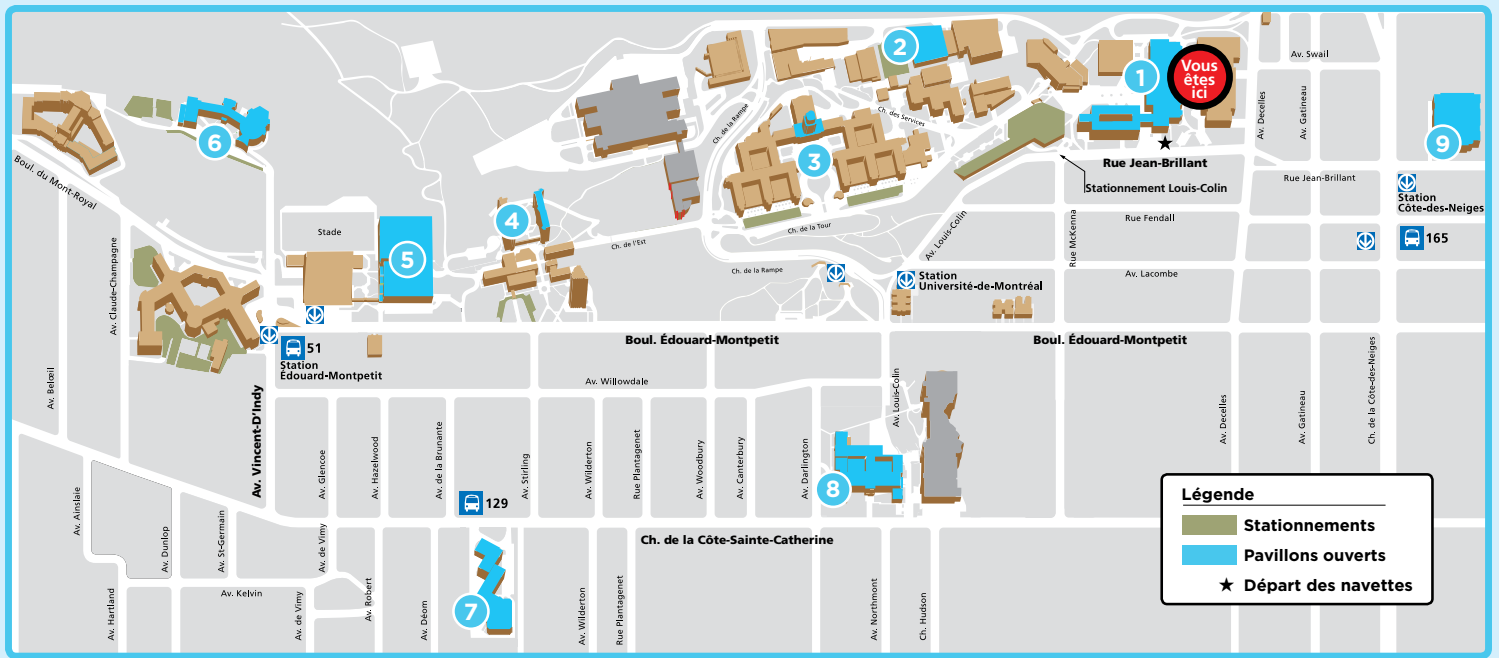 Av. Swail
2
1
Vous
êtes
ici
Av. Decelles
Av. Gatineau
Ch. de la Rampe
Ch. des Services
6
3
9
Rue Jean-Brillant
Boul. du Mont-Royal
Stationnement Louis-Colin
Rue Jean-Brillant
Station
Côte-des-Neiges
4
Stade
Rue Fendall
Ch. de la Tour
Av. Louis-Colin
Rue McKenna
165
Ch. de l'Est
5
Av. Claude-Champagne
Ch. de la Rampe
Station
Université-de-Montréal
Av. Lacombe
51
Station
Édouard-Montpetit
Boul. Édouard-Montpetit
Boul. Édouard-Montpetit
Av. Willowdale
Av. Belœil
Av. Vincent-D'Indy
Av. Glencoe
Av. Hazelwood
Av. de la Brunante
Av. Stirling
Av. Wilderton
Rue Plantagenet
Av. Woodbury
Av. Canterbury
Av. Darlington
Av. Louis-Colin
Av. Decelles
Av. Gatineau
Ch. de la Côte-des-Neiges
8
129
Av. Ainslaie
Av. Dunlop
Av. St-Germain
Av. de Vimy
Ch. de la Côte-Sainte-Catherine
Av. Kelvin
Av. Hartland
Av. de Vimy
Av. Robert
Av. Déom
7
Av. Wilderton
Rue Plantagenet
Av. Northmont
Ch. Hudson
Légende
Stationnements
Pavillons ouverts
★ Départ des navettes